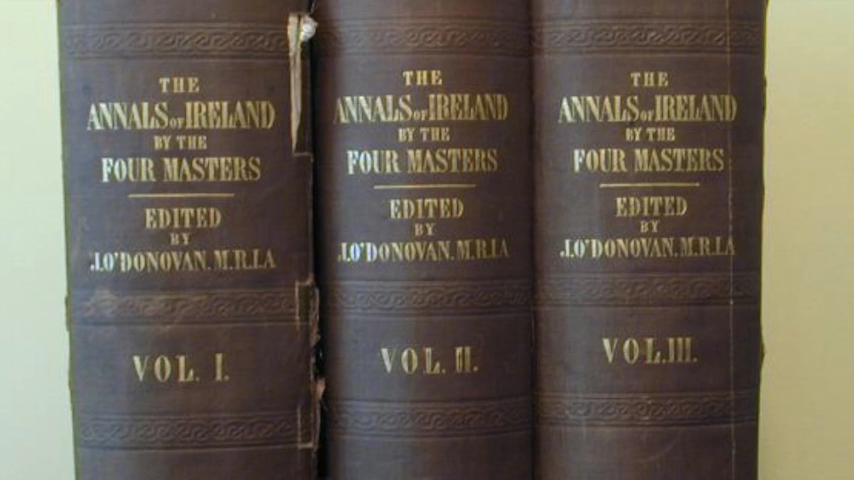 THE
ANNALS of IRELAND
BY THE
FOUR MASTERS
EDITED
BY
J.O'DONOVAN. M.R.I.A
VOL. I.
THE
ANNALS of IRELAND
BY THE
FOUR MASTERS
EDITED
BY
J.O'DONOVAN. M.R.I.A
VOL. II.
THE
ANNALS of IRELAND
BY THE
FOUR MASTERS
EDITED
BY
J.O'DONOVAN. M.R.I.A
VOL. III.